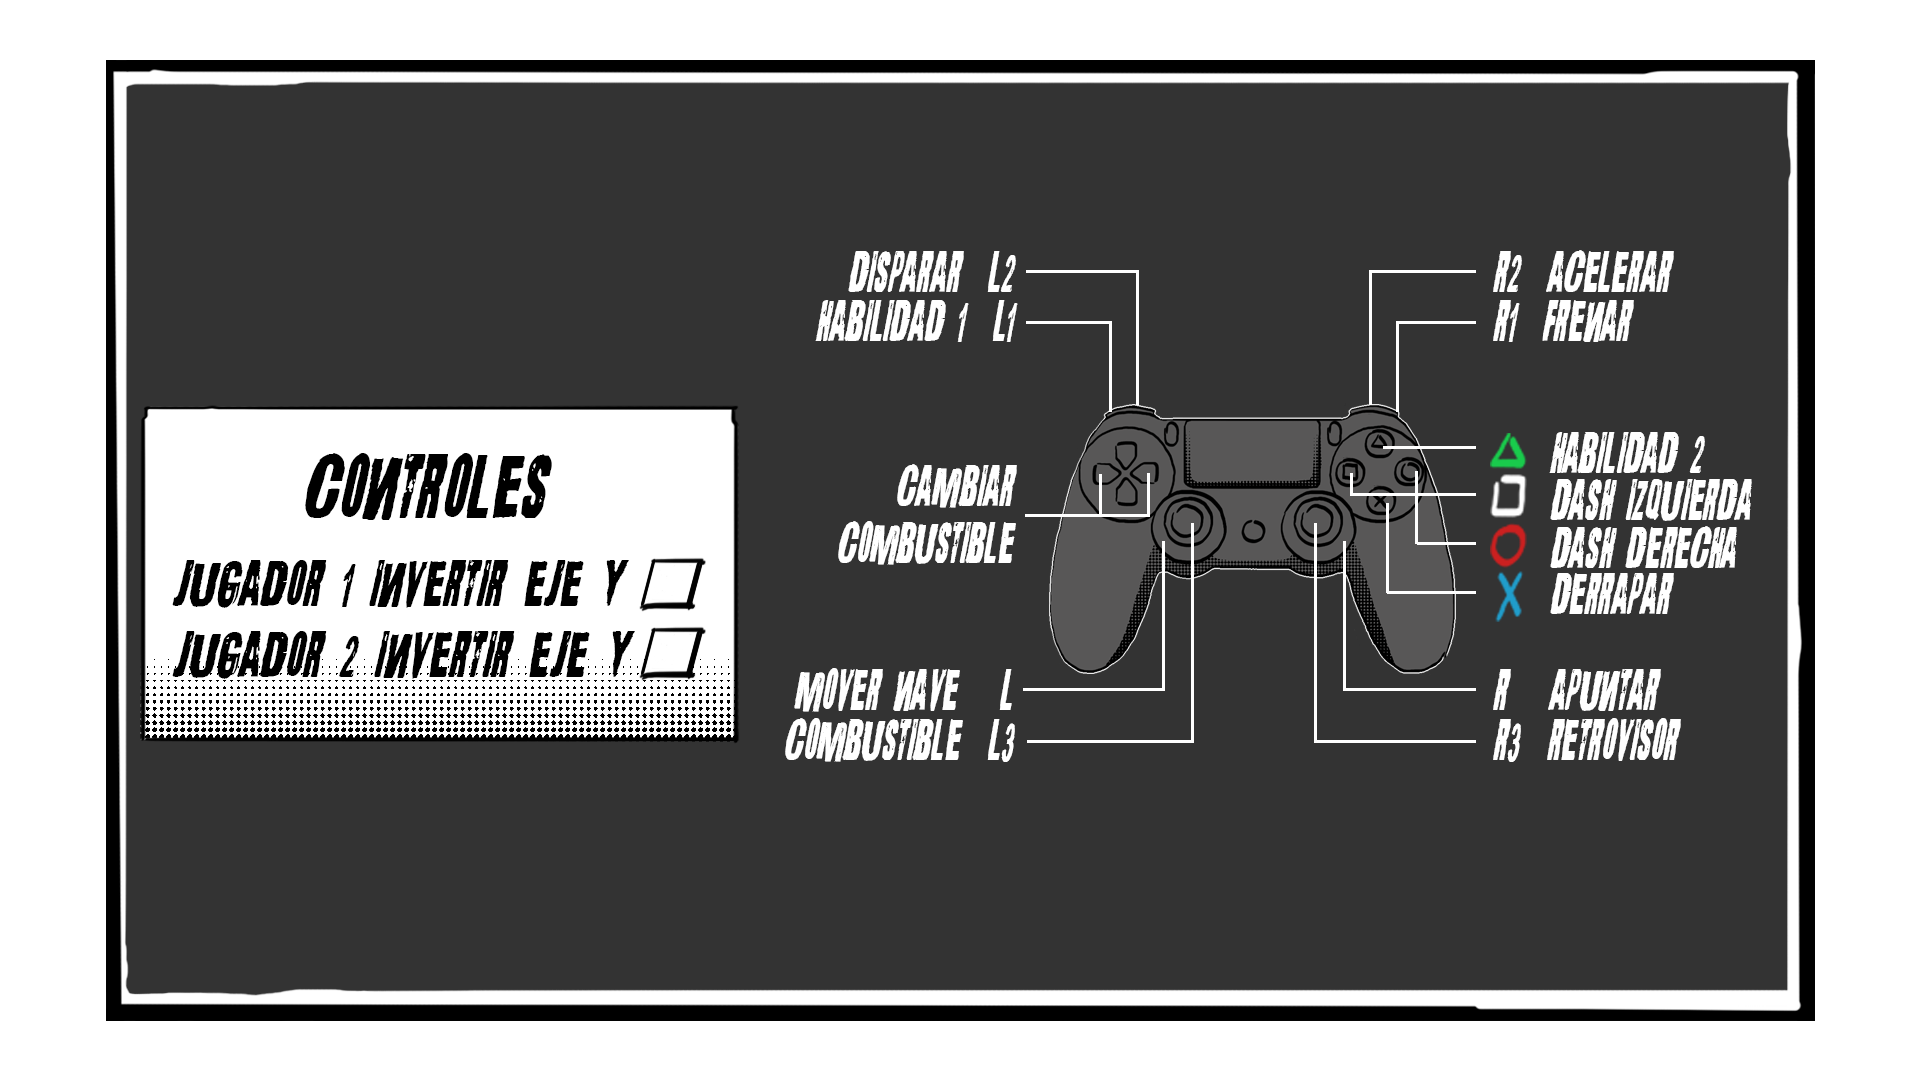 CONTROLES
JUGADOR 1 INVERTIR EJE Y
JUGADOR 2 INVERTIR EJE Y
DISPARAR L2
HABILIDAD 1 L1
CAMBIAR
COMBUSTIBLE
MOVER NAVE L
COMBUSTIBLE L3
R2 ACELERAR
R1 FRENAR
HABILIDAD 2
DASH IZQUIERDA
DASH DERECHA
X DERRAPAR
R APUNTAR
R3 RETROVISOR